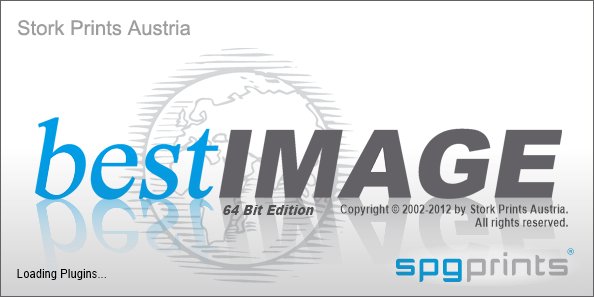 Stork Prints Austria
bestIMAGE
64 Bit Edition
Copyright © 2002-2012 by Stork Prints Austria.
All rights reserved.
Loading Plugins...
spgprints®